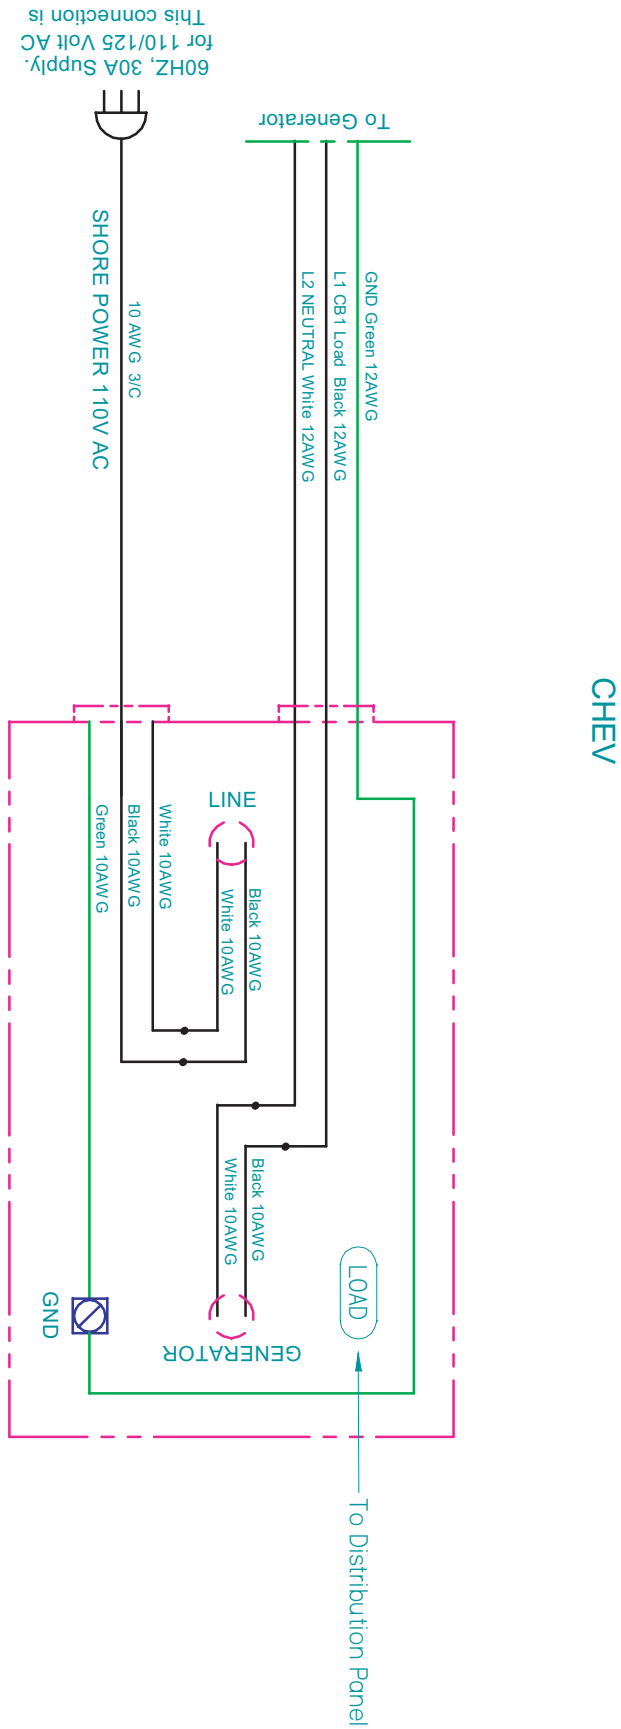 This connection is
for 110/125 Volt AC
60HZ, 30A Supply.
To Generator
SHORE POWER 110V AC
10 AWG 3/C
L2 NEUTRAL White 12AWG
L1 CB1 Load Black 12AWG
GND Green 12AWG
CHEV
LINE
Green 10AWG
Black 10AWG
White 10AWG
White 10AWG
Black 10AWG
White 10AWG
Black 10AWG
GND
GENERATOR
LOAD
To Distribution Panel